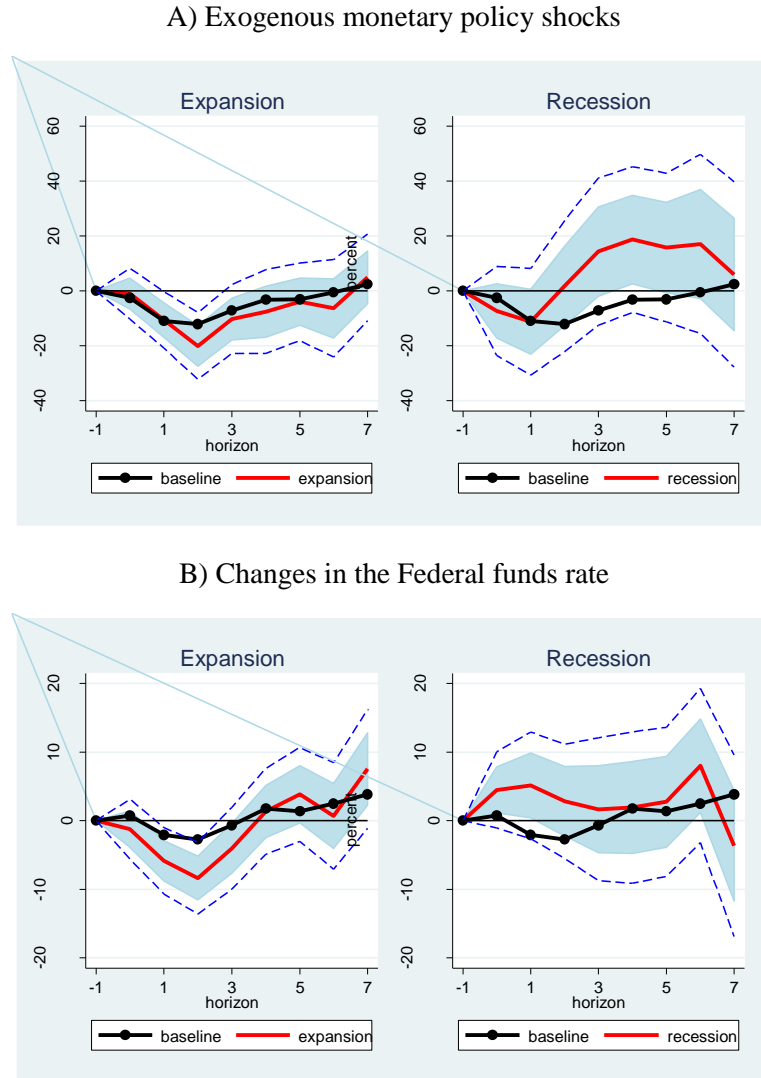 A) Exogenous monetary policy shocks
Expansion Recession
60 60
40 40
20 20
percent
0 0
-20 -20
-40 -40
-1 1 3 5 7 -1 1 3 5 7
horizon horizon
baseline expansion baseline recession
B) Changes in the Federal funds rate
Expansion Recession
20 20
10 10
percent
0 0
-10 -10
-20 -20
-1 1 3 5 7 -1 1 3 5 7
horizon horizon
baseline expansion baseline recession